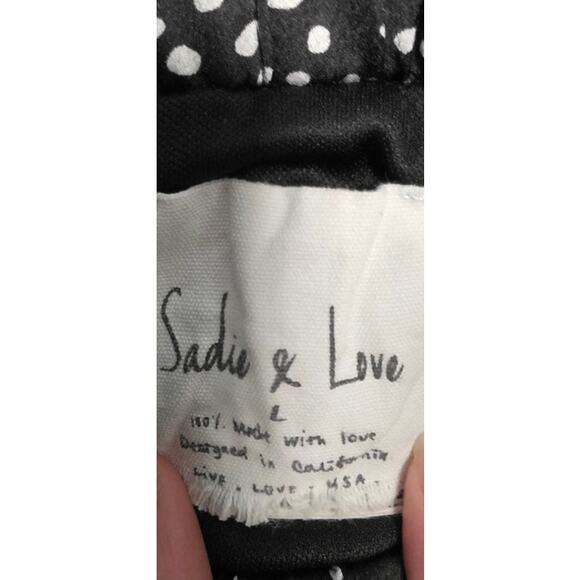 Sadie & Love
L
100% Made with love
Designed in California
Live . Love . USA .